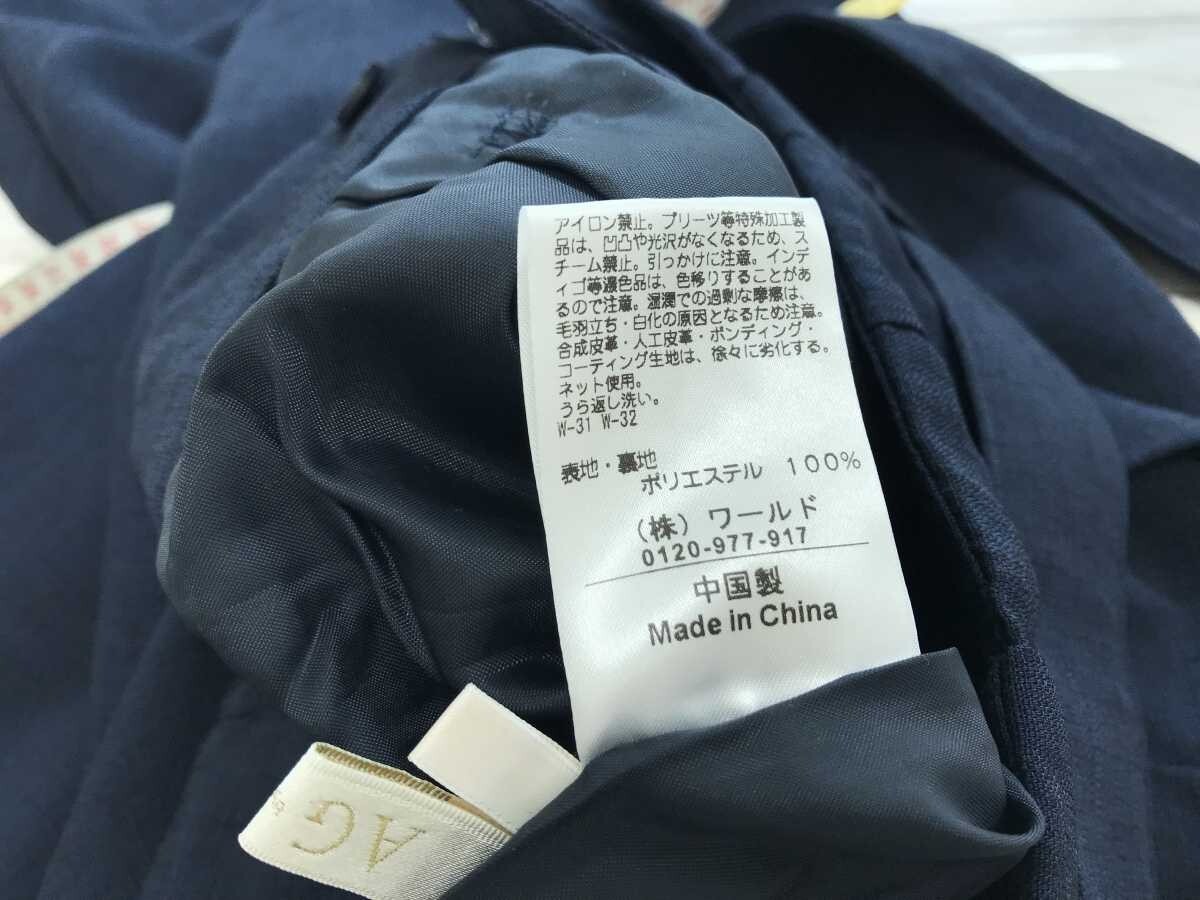 アイロン禁止。プリーツ等特殊加工製
品は、凹凸や光沢がなくなるため、ス
チーム禁止。引っかけに注意。インデ
ィゴ等濃色品は、色移りすることがあ
るので注意。湿潤での過剰な摩擦は、
毛羽立ち・白化の原因となるため注意。
合成皮革・人工皮革・ボンディング・
コーティング生地は、徐々に劣化する。
ネット使用。
うら返し洗い。
W-31 W-32
表地・裏地
ポリエステル 100%
(株)ワールド
0120-977-917
中国製
Made in China
AG